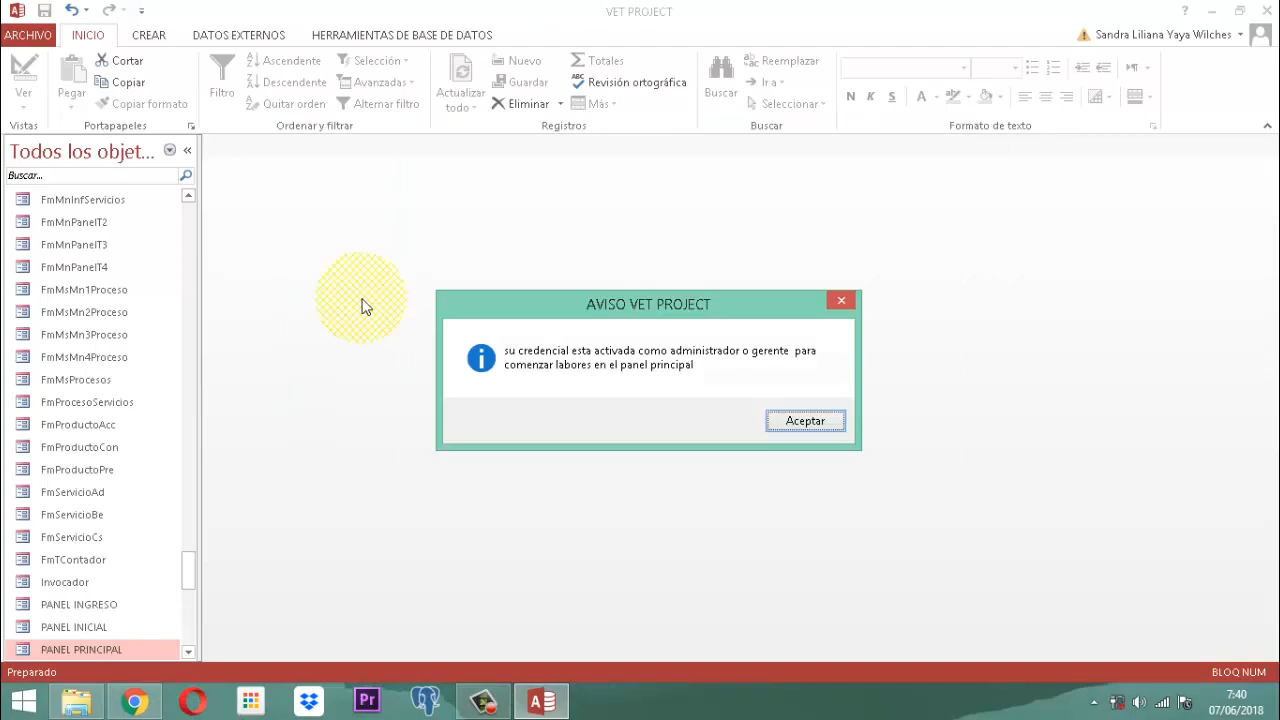 VET PROJECT
?
ARCHIVO INICIO CREAR DATOS EXTERNOS HERRAMIENTAS DE BASE DE DATOS
Sandra Liliana Yaya Wilches
Ver
Vistas
Pegar
Cortar
Copiar
Copiar formato
Portapapeles
Filtro
Ascendente
Descendente
Quitar orden
Selección
Avanzadas
Alternar filtro
Ordenar y filtrar
Actualizar
todo
Nuevo
Guardar
Eliminar
Totales
Revisión ortográfica
Más
Registros
Buscar
Reemplazar
Ir a
Seleccionar
Buscar
N K S A
Formato de texto
Todos los objet...
Buscar...
FmMnInfServicios
FmMnPanelT2
FmMnPanelT3
FmMnPanelT4
FmMsMn1Proceso
FmMsMn2Proceso
FmMsMn3Proceso
FmMsMn4Proceso
FmMsProcesos
FmProcesoServicios
FmProductoAct
FmProductoCon
FmProductoPre
FmServicioAd
FmServicioBe
FmServicioCs
FmTContador
Invocador
PANEL INGRESO
PANEL INICIAL
PANEL PRINCIPAL
AVISO VET PROJECT
su credencial esta activada como administrador o gerente para
comenzar labores en el panel principal
Aceptar
Preparado
BLOQ NUM
Pr
7:40
07/06/2018